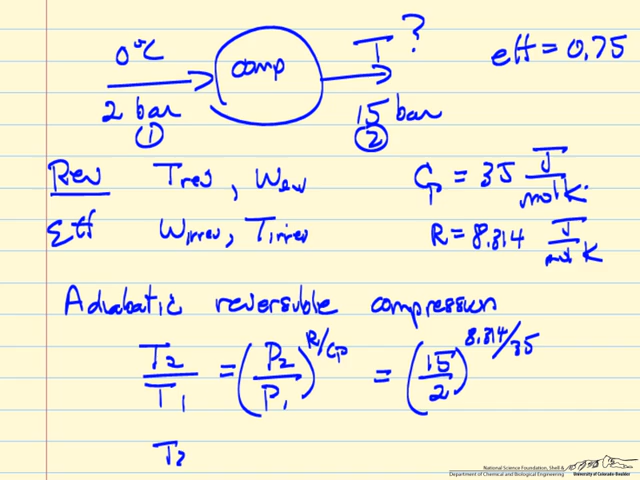 0°C comp T? eff = 0.75
2 bar 15 bar
① ②
Rev Trev, Wrev Cp = 35 J/mol K.
Eff Wirrev, Tirrev R = 8.314 J/mol K
Adiabatic reversible compression
T2/T1 = (P2/P1)^R/Cp = (15/2)^8.314/35
T2
National Science Foundation, Shell &
Department of Chemical and Biological Engineering University of Colorado Boulder